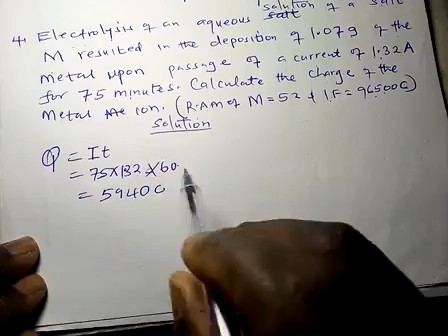 4. Electrolysis of an aqueous solution of a salt
M resulted in the deposition of 1.07g of the
metal upon passage of a current of 1.32A
for 75 minutes. Calculate the charge of the
metal ion. (R.A.M of M = 52 + 1F = 96500C)
Solution
Q = It
= 75×132×60
= 5940C